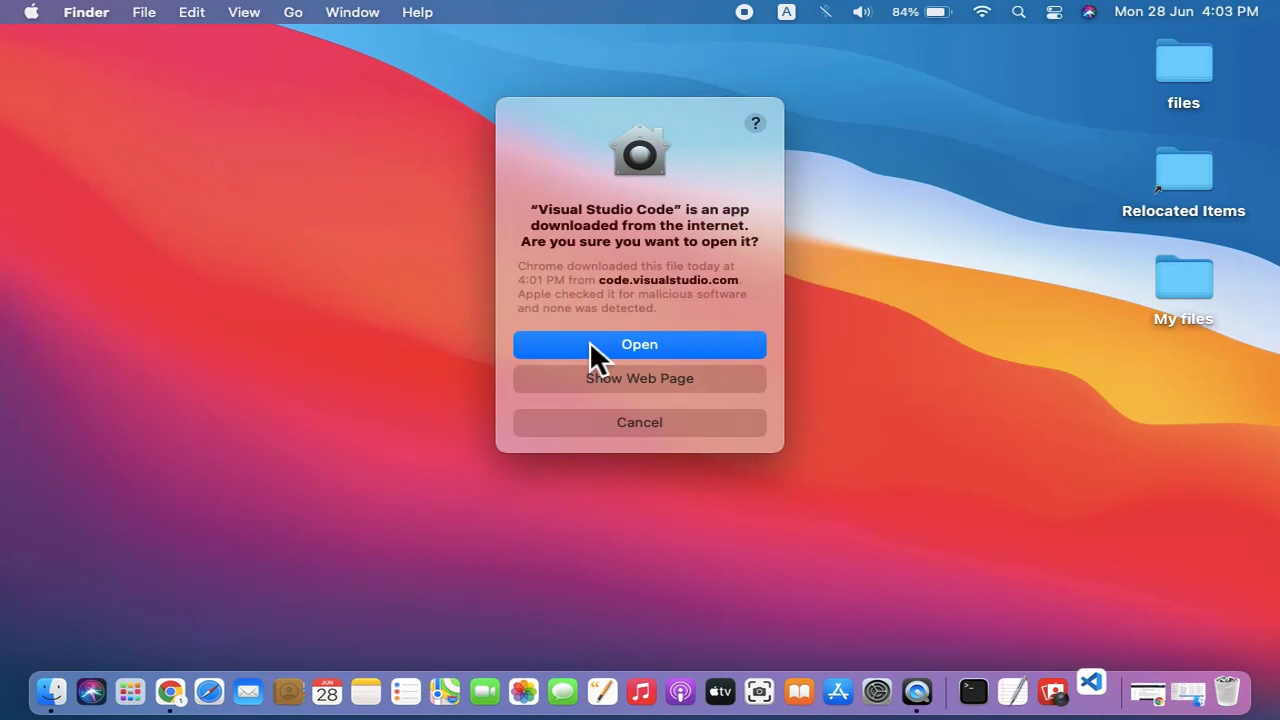 Finder File Edit View Go Window Help A 84% Mon 28 Jun 4:03 PM
files
Relocated Items
My files
?
“Visual Studio Code” is an app
downloaded from the internet.
Are you sure you want to open it?
Chrome downloaded this file today at
4:01 PM from code.visualstudio.com.
Apple checked it for malicious software
and none was detected.
Open
Show Web Page
Cancel
JUN
28
tv